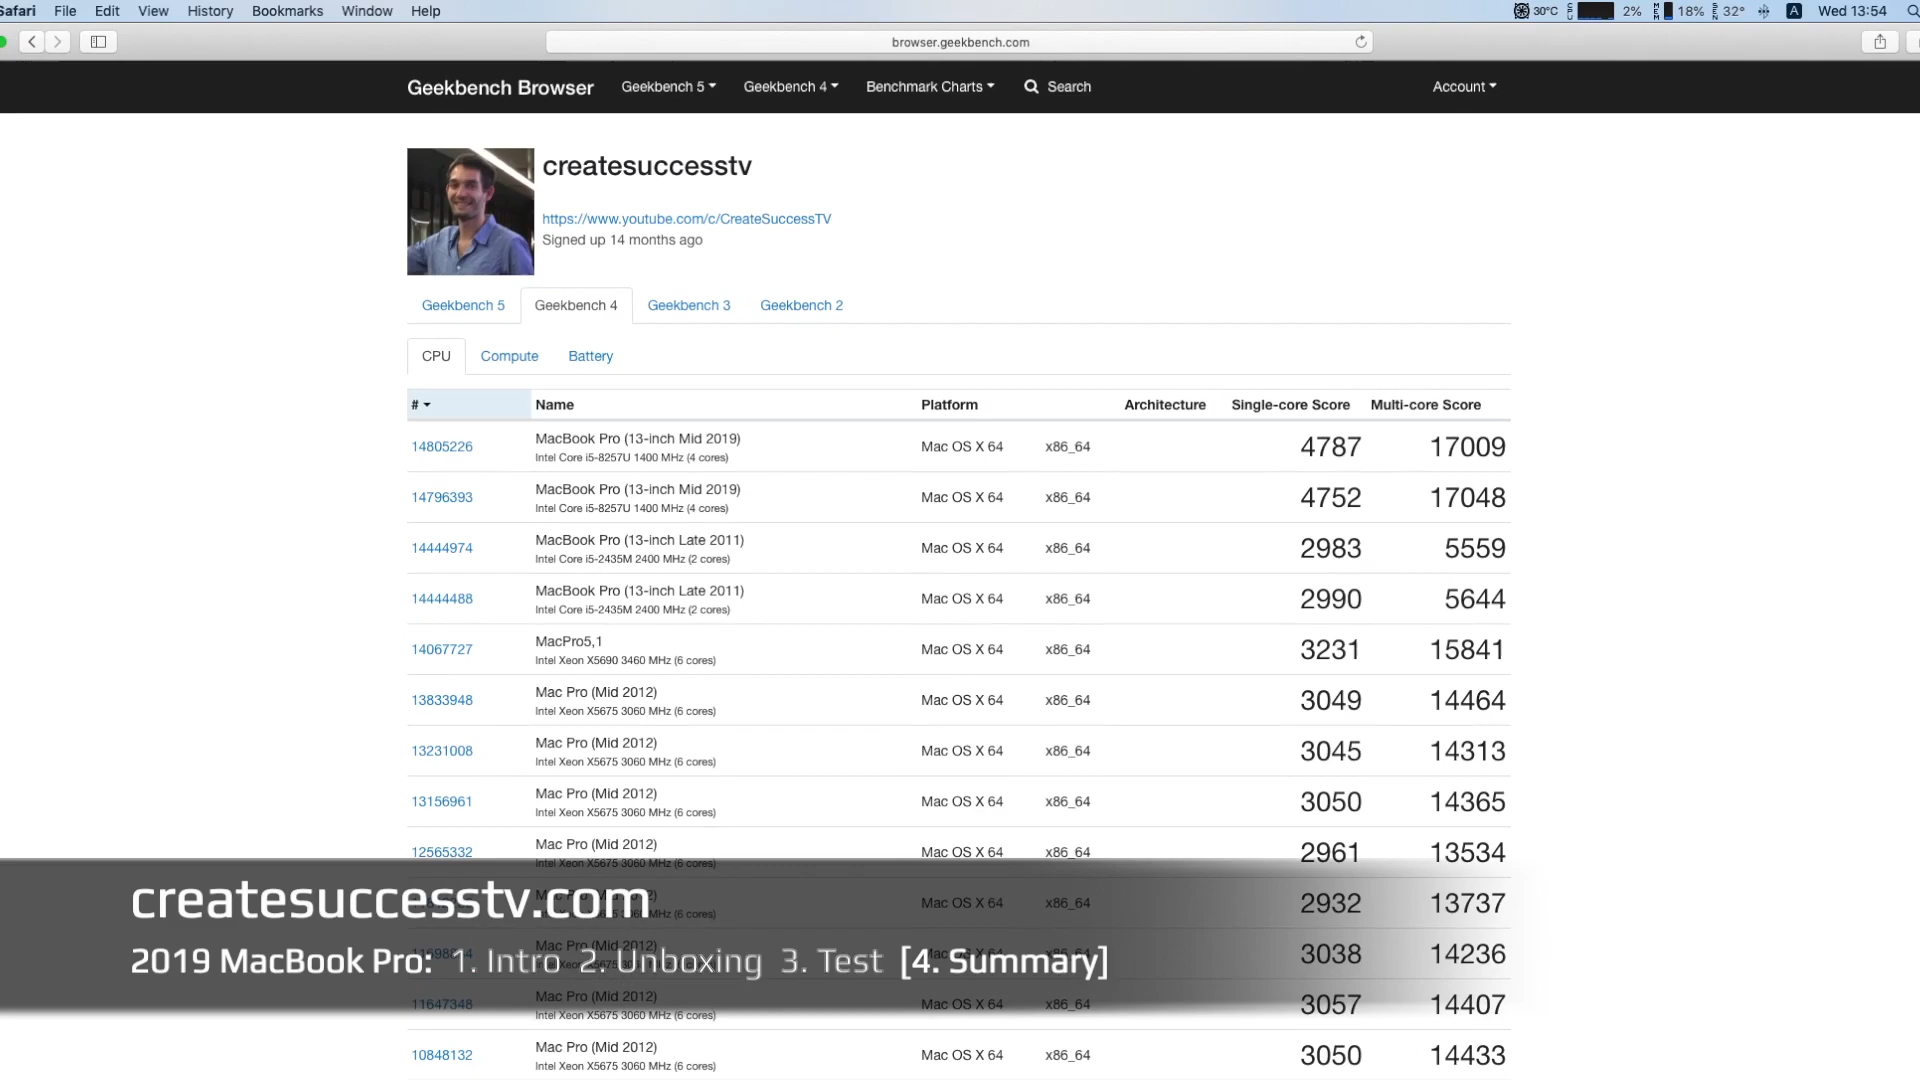 Safari File Edit View History Bookmarks Window Help 30°C 2% 18% 32° A Wed 13:54
browser.geekbench.com
Geekbench Browser Geekbench 5 Geekbench 4 Benchmark Charts Search Account
createsuccesstv
https://www.youtube.com/c/CreateSuccessTV
Signed up 14 months ago
Geekbench 5 Geekbench 4 Geekbench 3 Geekbench 2
CPU Compute Battery
# Name Platform Architecture Single-core Score Multi-core Score
14805226 MacBook Pro (13-inch Mid 2019) Mac OS X 64 x86_64 4787 17009
Intel Core i5-8257U 1400 MHz (4 cores)
14796393 MacBook Pro (13-inch Mid 2019) Mac OS X 64 x86_64 4752 17048
Intel Core i5-8257U 1400 MHz (4 cores)
14444974 MacBook Pro (13-inch Late 2011) Mac OS X 64 x86_64 2983 5559
Intel Core i5-2435M 2400 MHz (2 cores)
14444488 MacBook Pro (13-inch Late 2011) Mac OS X 64 x86_64 2990 5644
Intel Core i5-2435M 2400 MHz (2 cores)
14067727 MacPro5,1 Mac OS X 64 x86_64 3231 15841
Intel Xeon X5690 3460 MHz (6 cores)
13833948 Mac Pro (Mid 2012) Mac OS X 64 x86_64 3049 14464
Intel Xeon X5675 3060 MHz (6 cores)
13231008 Mac Pro (Mid 2012) Mac OS X 64 x86_64 3045 14313
Intel Xeon X5675 3060 MHz (6 cores)
13156961 Mac Pro (Mid 2012) Mac OS X 64 x86_64 3050 14365
Intel Xeon X5675 3060 MHz (6 cores)
12565332 Mac Pro (Mid 2012) Mac OS X 64 x86_64 2961 13534
Intel Xeon X5675 3060 MHz (6 cores)
createsuccesstv.com
Mac OS X 64 x86_64 2932 13737
(6 cores)
2019 MacBook Pro: 1. Intro 2. Unboxing 3. Test [4. Summary]
3038 14236
11647348 Mac Pro (Mid 2012) Mac OS X 64 x86_64 3057 14407
Intel Xeon X5675 3060 MHz (6 cores)
10848132 Mac Pro (Mid 2012) Mac OS X 64 x86_64 3050 14433
Intel Xeon X5675 3060 MHz (6 cores)